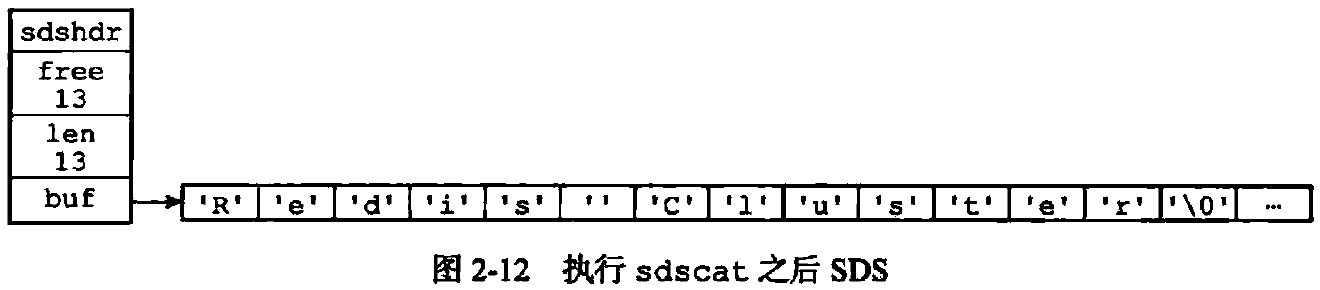 sdshdr
free
13
len
13
buf
'R' 'e' 'd' 'i' 's' '' 'C' 'l' 'u' 's' 't' 'e' 'r' '\0' …
图 2-12 执行 sdscat 之后 SDS